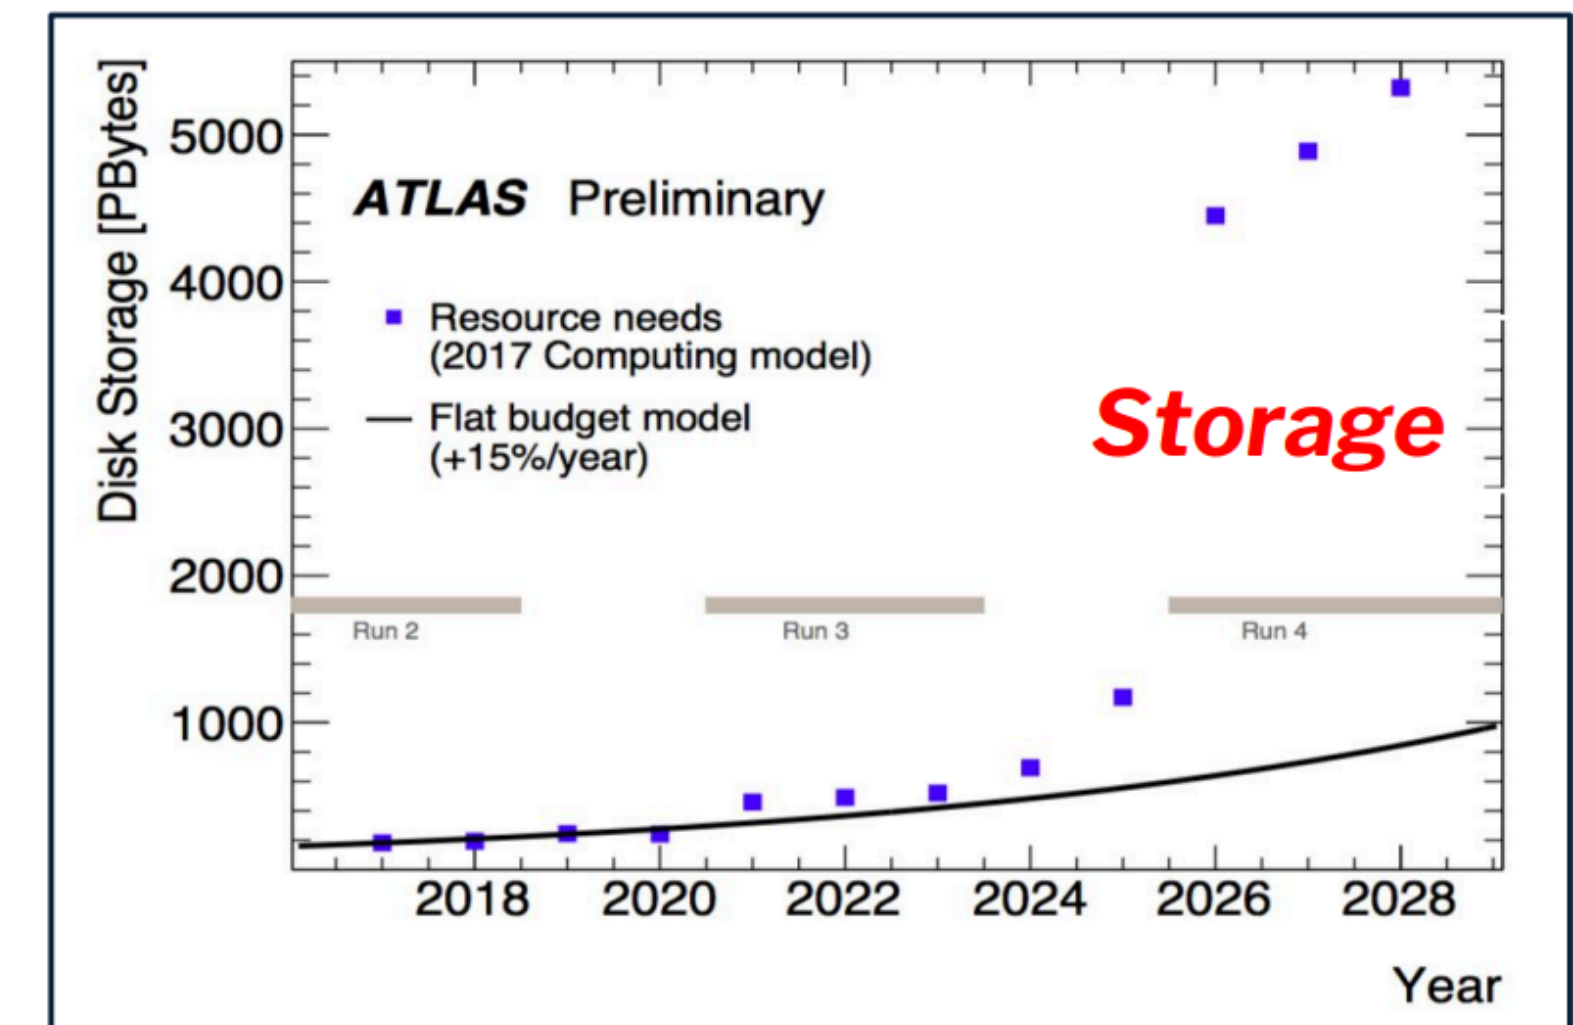 Disk Storage [PBytes]
5000
4000
3000
2000
1000
ATLAS Preliminary
Resource needs
(2017 Computing model)
Flat budget model
(+15%/year)
Storage
Run 2
Run 3
Run 4
2018 2020 2022 2024 2026 2028
Year